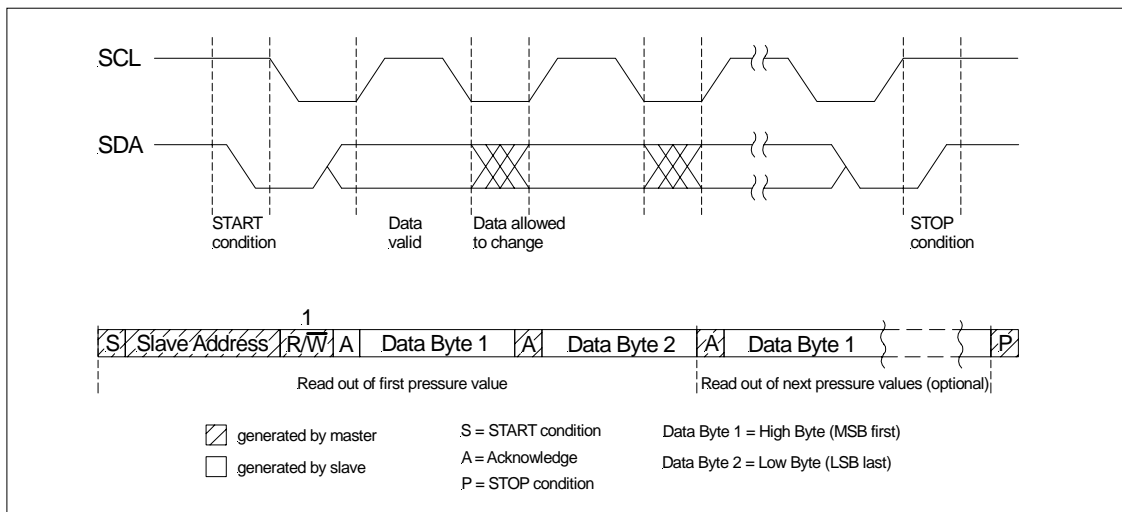 SCL
SDA
START condition
Data valid
Data allowed to change
STOP condition
1
S Slave Address R/W̅ A Data Byte 1 A Data Byte 2 A Data Byte 1 P
Read out of first pressure value
Read out of next pressure values (optional)
generated by master
generated by slave
S = START condition
A = Acknowledge
P = STOP condition
Data Byte 1 = High Byte (MSB first)
Data Byte 2 = Low Byte (LSB last)